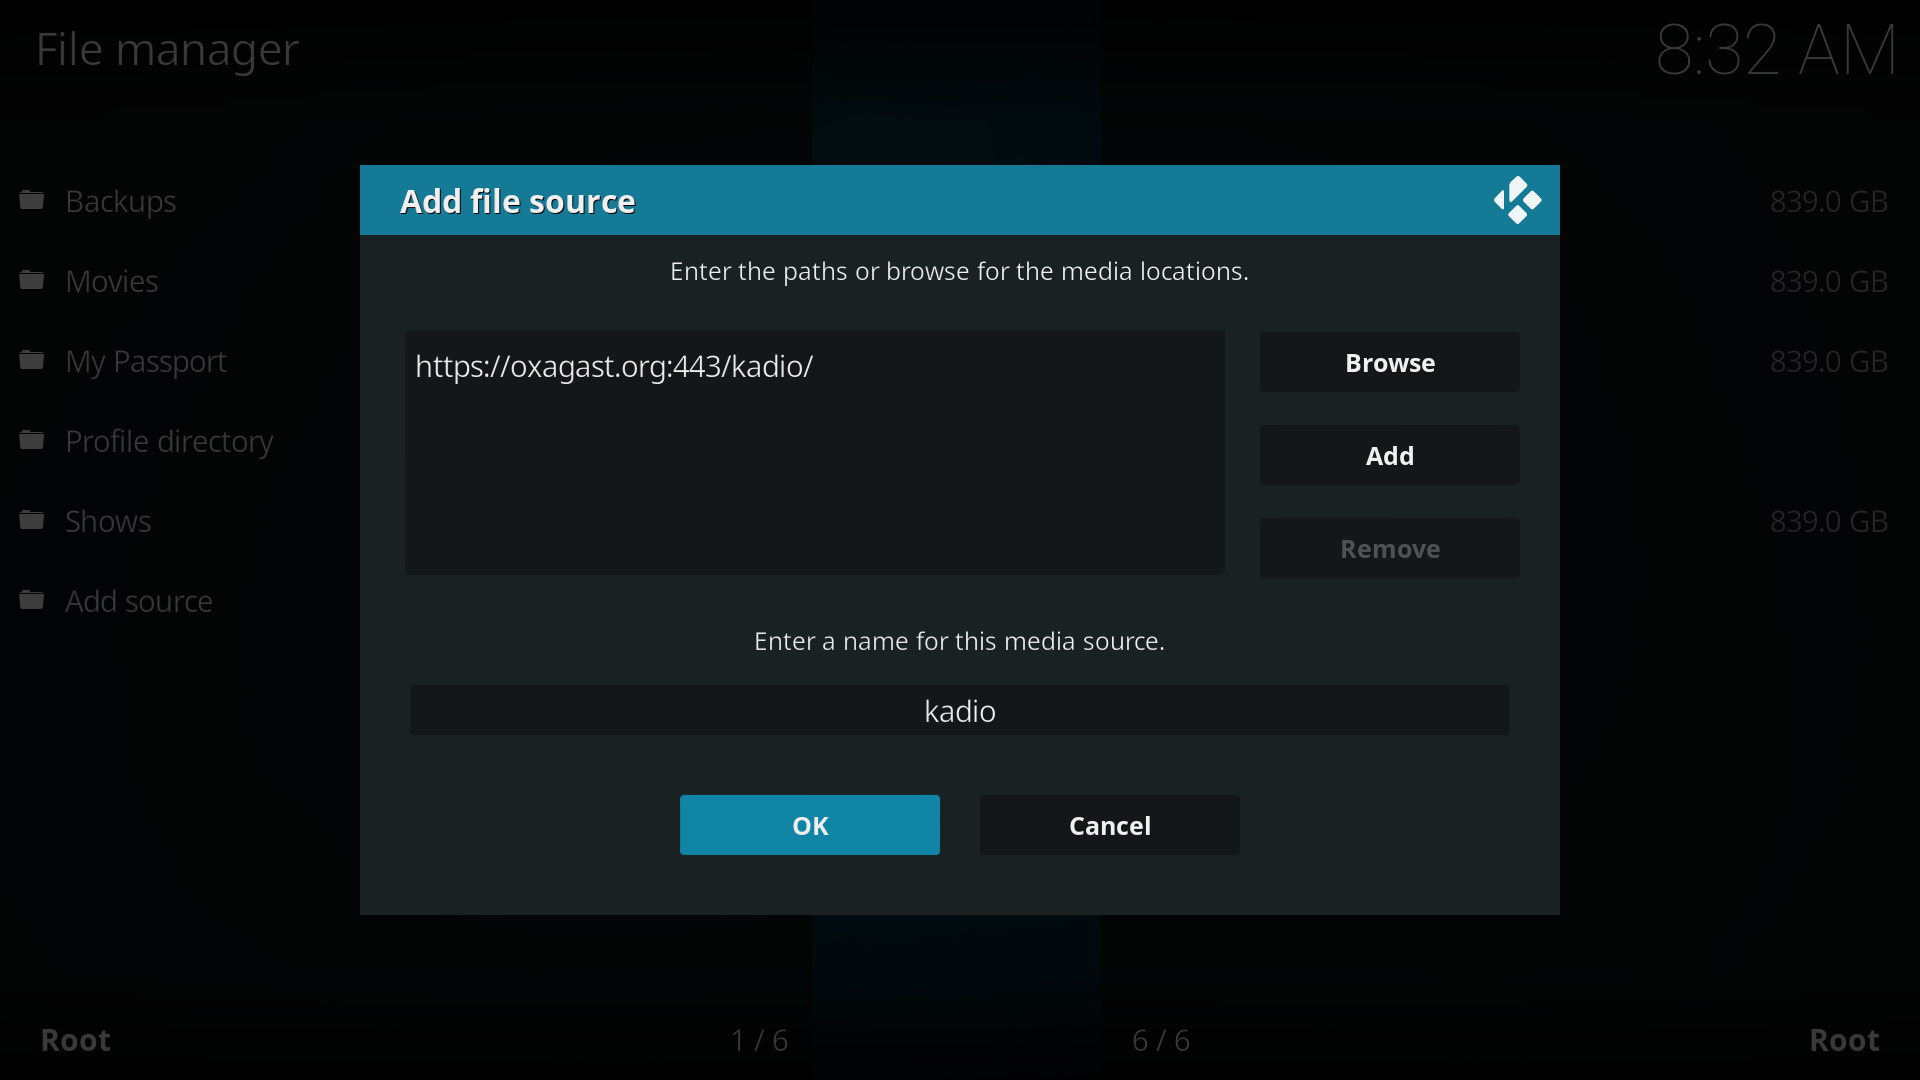 File manager
8:32 AM
Backups
839.0 GB
Movies
839.0 GB
My Passport
839.0 GB
Profile directory
Shows
839.0 GB
Add source
Add file source
Enter the paths or browse for the media locations.
https://oxagast.org:443/kadio/
Browse
Add
Remove
Enter a name for this media source.
kadio
OK
Cancel
Root
1 / 6
6 / 6
Root